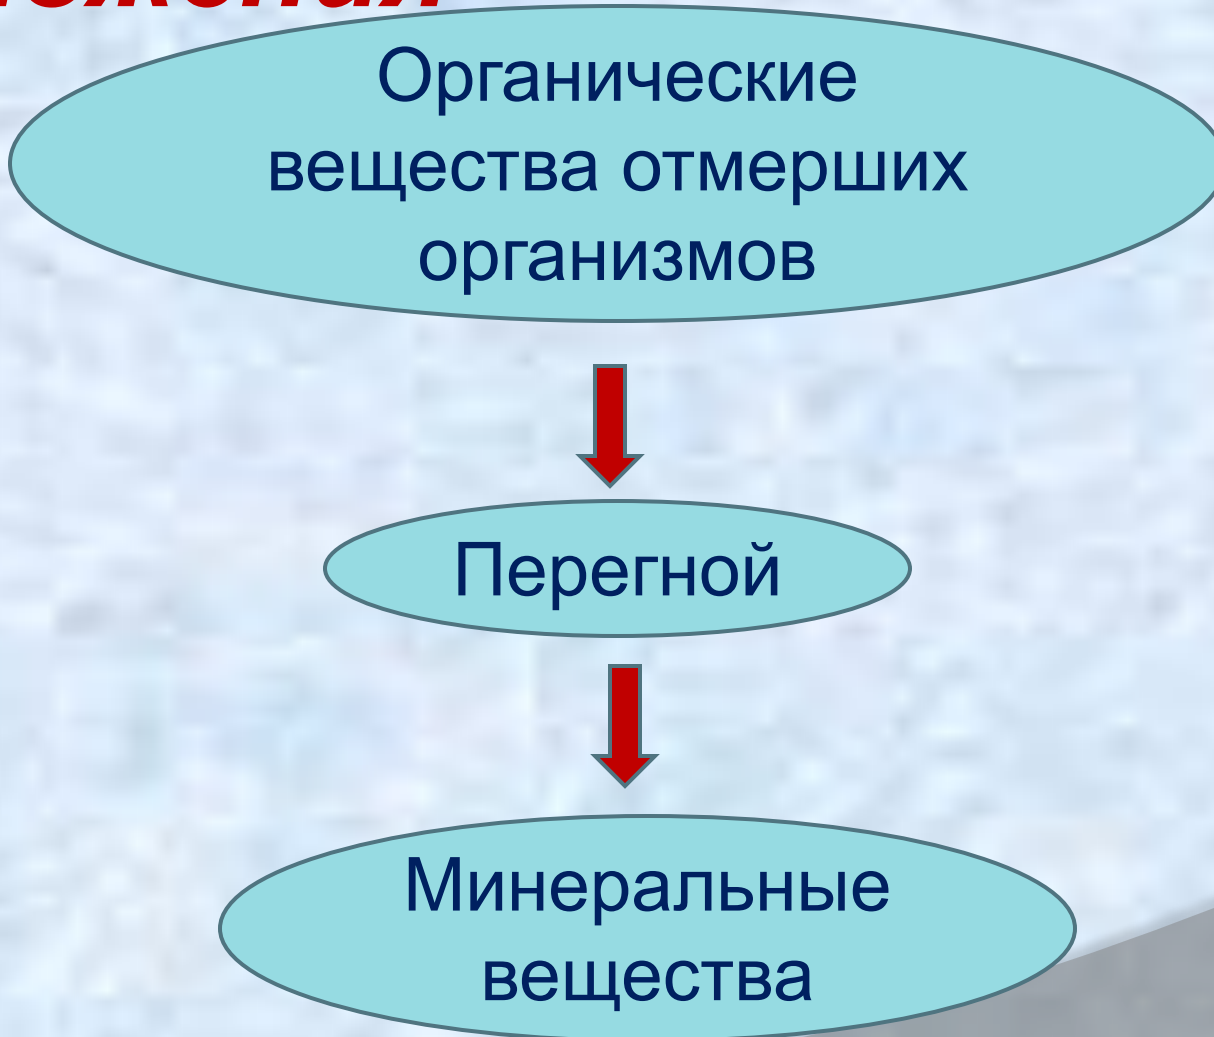 Органические
вещества отмерших
организмов
Перегной
Минеральные
вещества